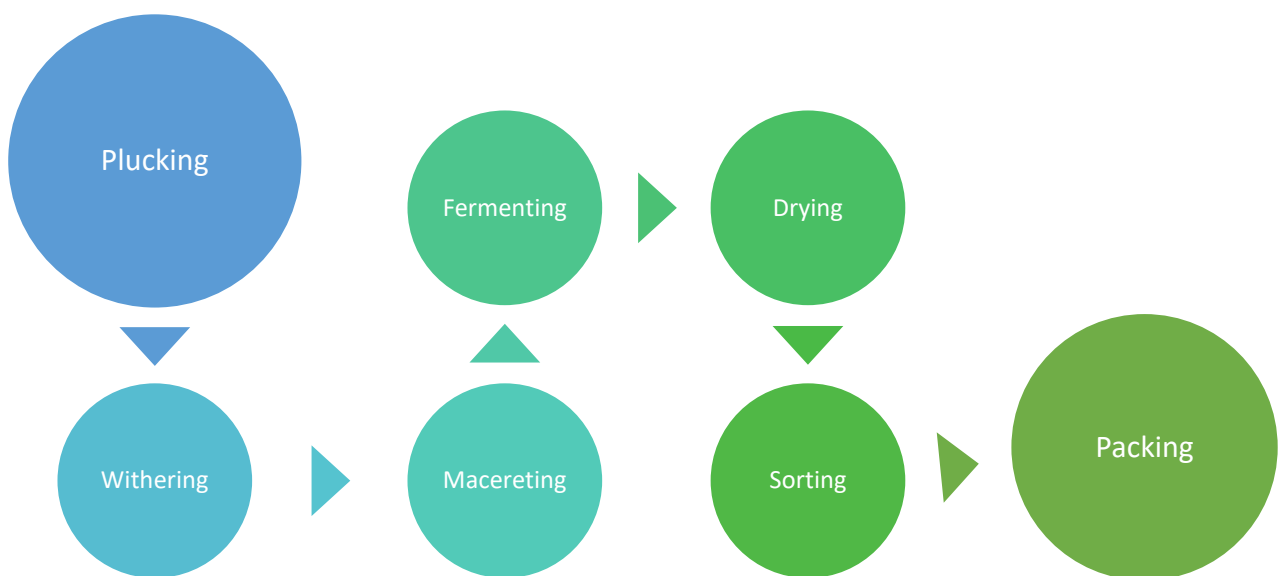 Plucking
Withering
Macereting
Fermenting
Drying
Sorting
Packing